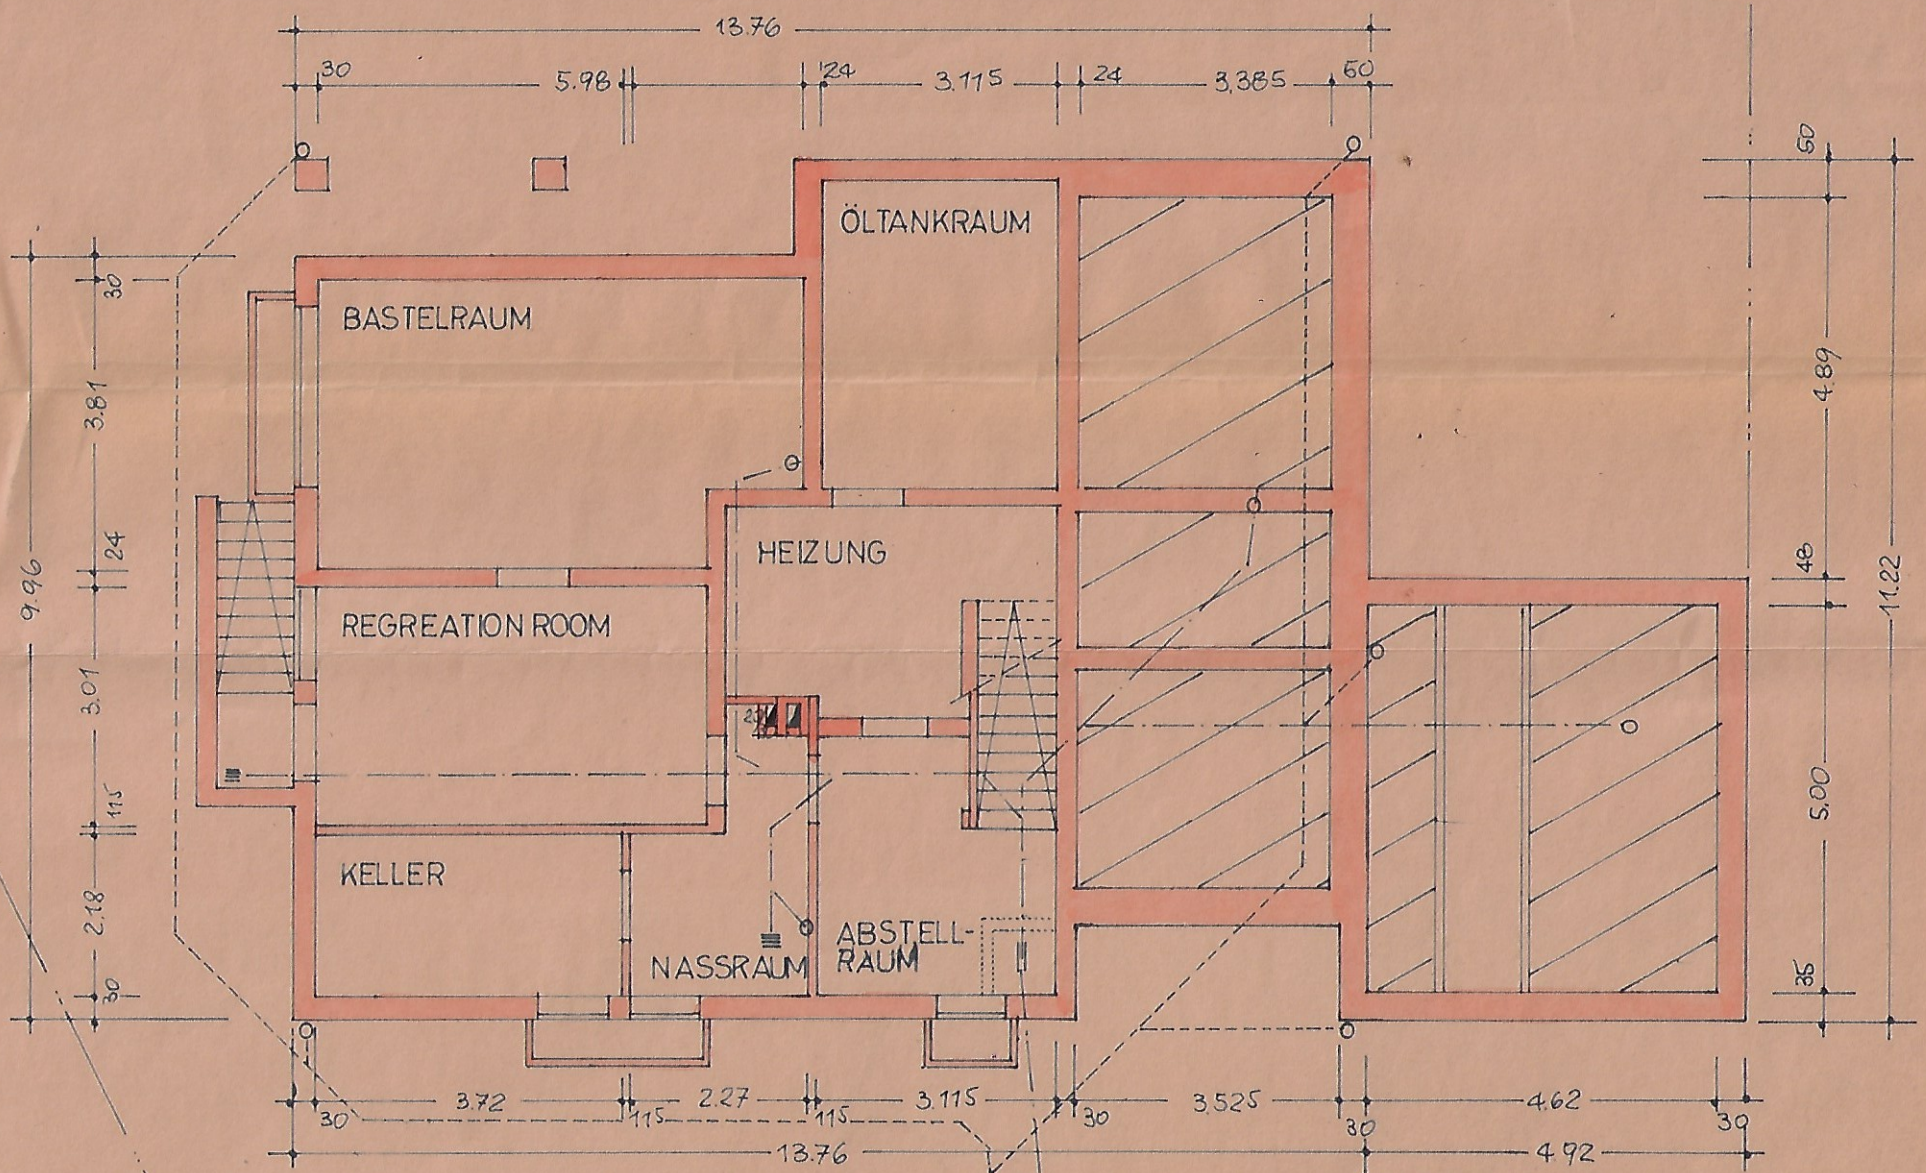 13.76
30 5.98 24 3.115 24 3,385 50
50
ÖLTANKRAUM
BASTELRAUM
30
3.81
4.89
24
HEIZUNG
48
9.96
11.22
REGREATION ROOM
3.01
5.00
115
KELLER
2.18
ABSTELL-
RAUM
NASSRAUM
35
30
3.72 2.27 3.115 3.525 4.62
30 115 115 30 30 30
13.76 4.92